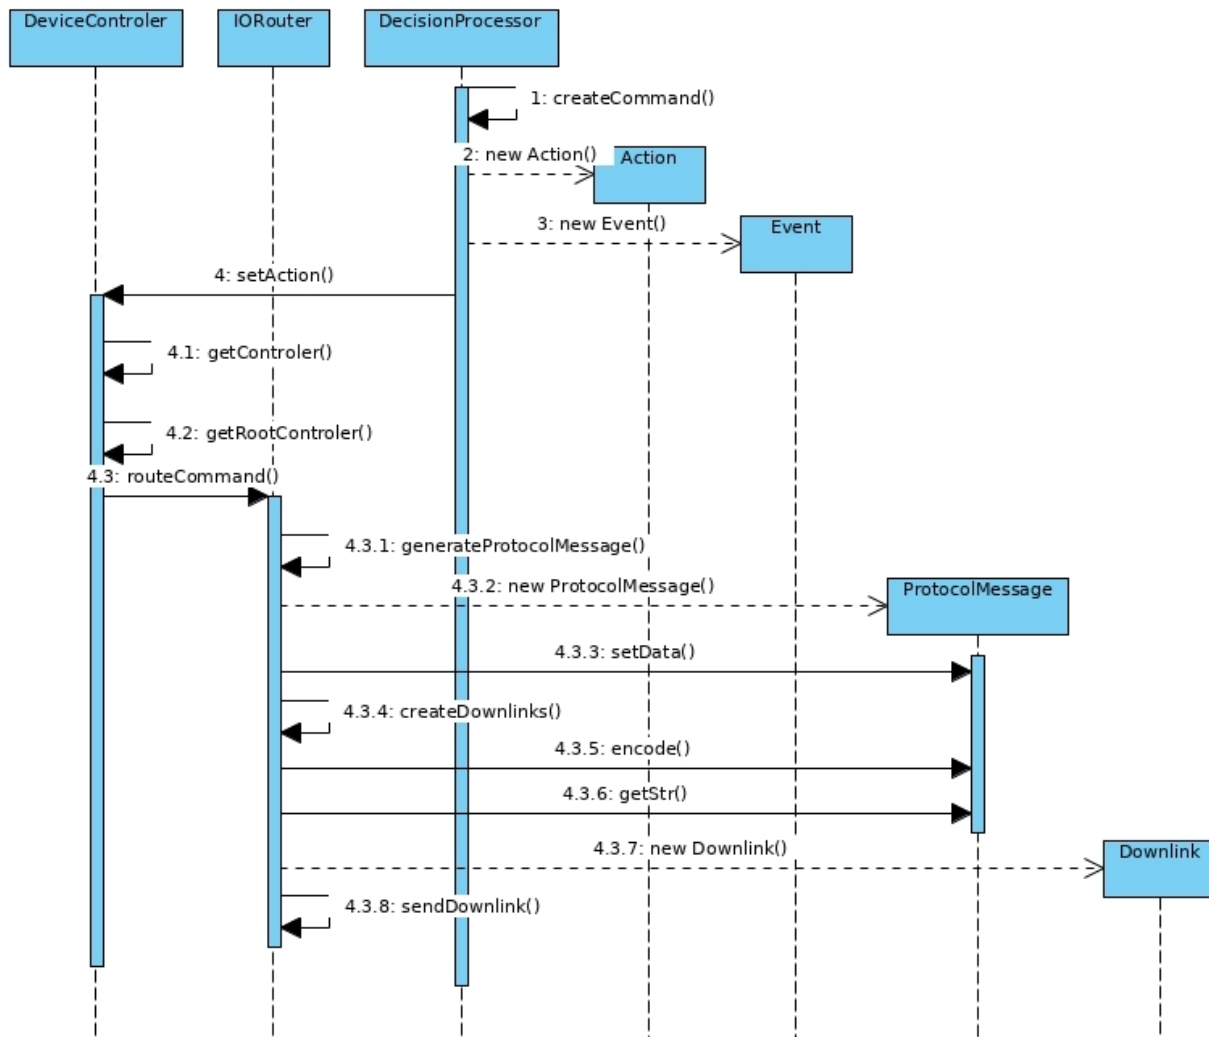 DeviceControler
IORouter
DecisionProcessor
1: createCommand()
2: new Action()
Action
3: new Event()
Event
4: setAction()
4.1: getControler()
4.2: getRootControler()
4.3: routeCommand()
4.3.1: generateProtocolMessage()
4.3.2: new ProtocolMessage()
ProtocolMessage
4.3.3: setData()
4.3.4: createDownlinks()
4.3.5: encode()
4.3.6: getStr()
4.3.7: new Downlink()
Downlink
4.3.8: sendDownlink()